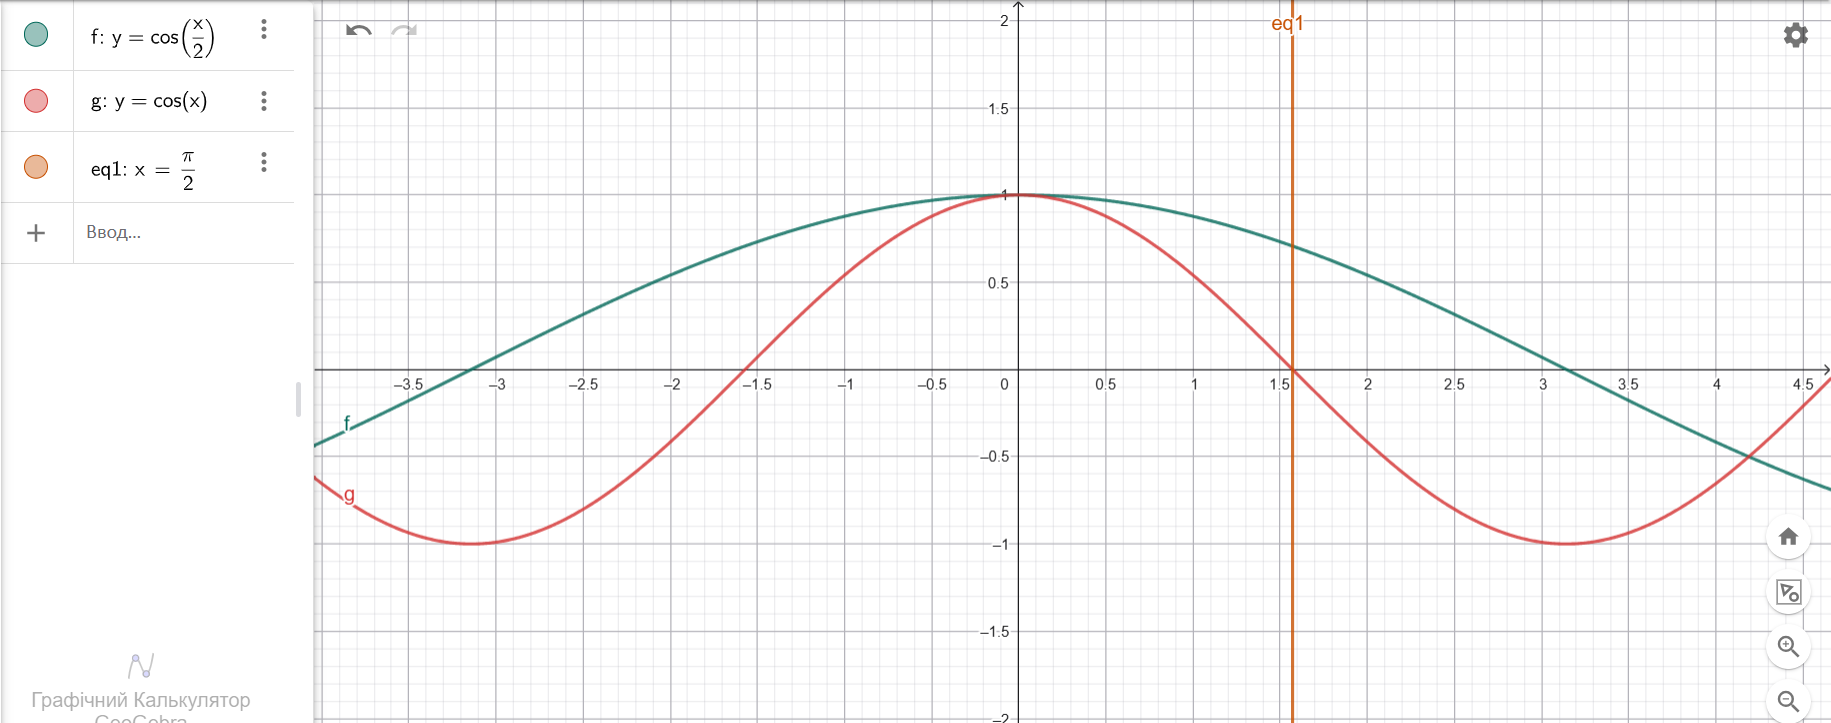 f: y = cos(x/2)
g: y = cos(x)
eq1: x = π/2
Ввод...
Графічний Калькулятор
GeoGebra
eq1
2
1.5
1
0.5
−3.5 −3 −2.5 −2 −1.5 −1 −0.5 0 0.5 1 1.5 2 2.5 3 3.5 4 4.5
f
−0.5
g
−1
−1.5
−2